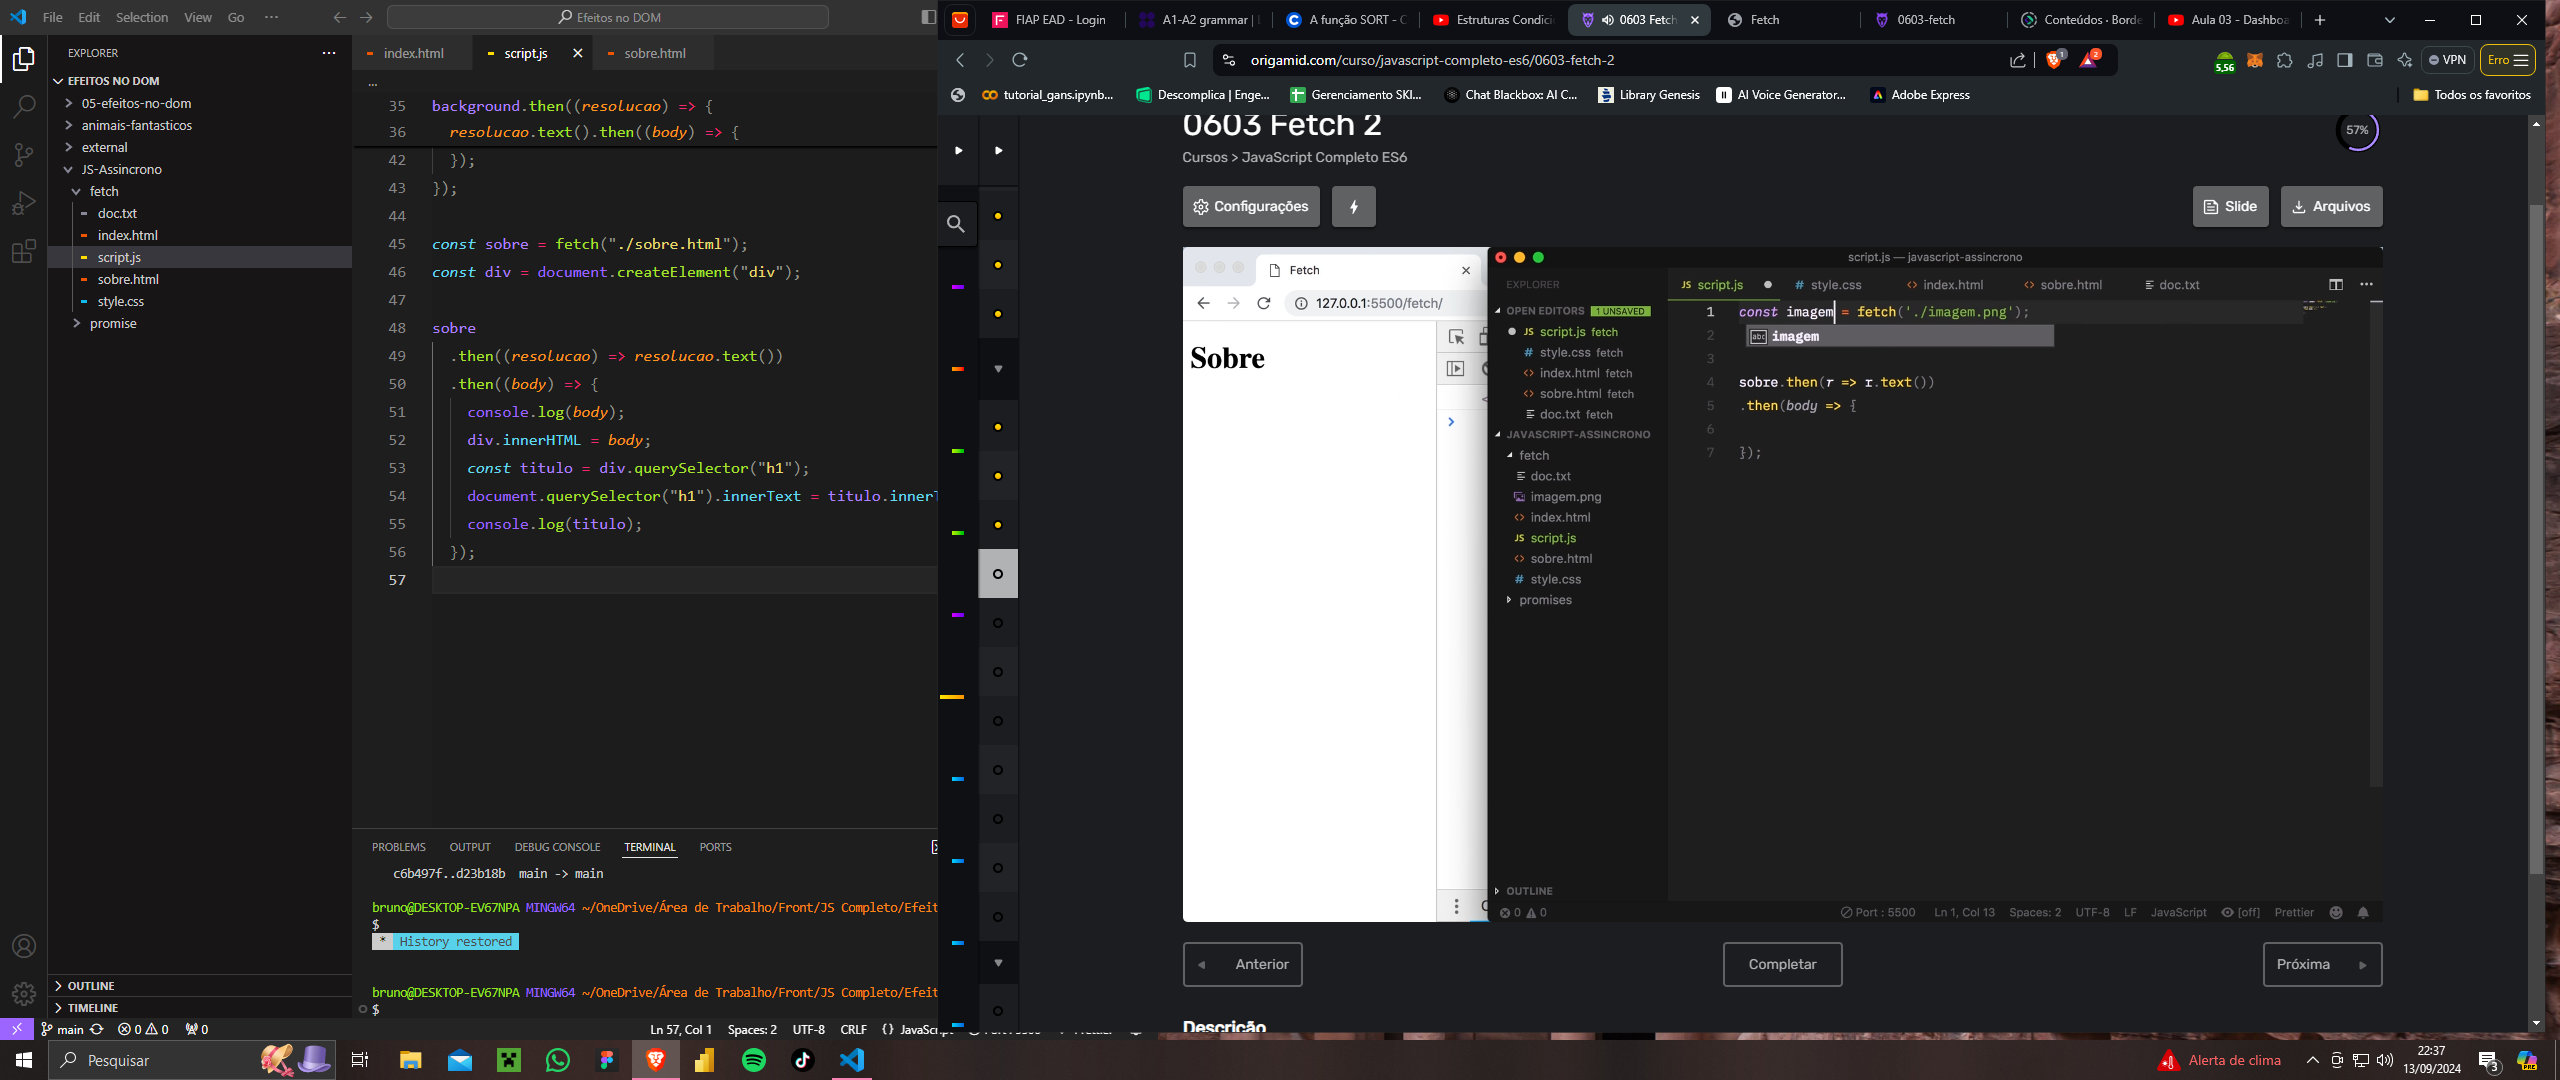 File Edit Selection View Go ··· Efeitos no DOM
EXPLORER
EFEITOS NO DOM
05-efeitos-no-dom
animais-fantasticos
external
JS-Assincrono
fetch
doc.txt
index.html
script.js
sobre.html
style.css
promise
OUTLINE
TIMELINE
index.html script.js sobre.html
...
35 background.then((resolucao) => {
36 resolucao.text().then((body) => {
42 });
43 });
44
45 const sobre = fetch("./sobre.html");
46 const div = document.createElement("div");
47
48 sobre
49 .then((resolucao) => resolucao.text())
50 .then((body) => {
51 console.log(body);
52 div.innerHTML = body;
53 const titulo = div.querySelector("h1");
54 document.querySelector("h1").innerText = titulo.inner
55 console.log(titulo);
56 });
57
PROBLEMS OUTPUT DEBUG CONSOLE TERMINAL PORTS
c6b497f..d23b18b main -> main
bruno@DESKTOP-EV67NPA MINGW64 ~/OneDrive/Área de Trabalho/Front/JS Completo/Efeit
$
* History restored
bruno@DESKTOP-EV67NPA MINGW64 ~/OneDrive/Área de Trabalho/Front/JS Completo/Efeit
$
main 0 0 0 Ln 57, Col 1 Spaces: 2 UTF-8 CRLF {} JavaScript
FIAP EAD - Login A1-A2 grammar | A função SORT - C Estruturas Condici 0603 Fetch Fetch 0603-fetch Conteúdos · Borde Aula 03 - Dashboa
origamid.com/curso/javascript-completo-es6/0603-fetch-2 1 2 5,56 VPN Erro
tutorial_gans.ipynb... Descomplica | Enge... Gerenciamento SKI... Chat Blackbox: AI C... Library Genesis AI Voice Generator... Adobe Express Todos os favoritos
0603 Fetch 2
57%
Cursos > JavaScript Completo ES6
Configurações Slide Arquivos
Fetch
127.0.0.1:5500/fetch/
Sobre
script.js — javascript-assincrono
EXPLORER
OPEN EDITORS 1 UNSAVED
JS script.js fetch
# style.css fetch
<> index.html fetch
<> sobre.html fetch
doc.txt fetch
JAVASCRIPT-ASSINCRONO
fetch
doc.txt
imagem.png
<> index.html
JS script.js
<> sobre.html
# style.css
promises
OUTLINE
JS script.js # style.css <> index.html <> sobre.html doc.txt
1 const imagem = fetch('./imagem.png');
2 abc imagem
3
4 sobre.then(r => r.text())
5 .then(body => {
6
7 });
0 0 Port : 5500 Ln 1, Col 13 Spaces: 2 UTF-8 LF JavaScript [off] Prettier
Anterior Completar Próxima
Descrição
Pesquisar
Alerta de clima
22:37
13/09/2024
3